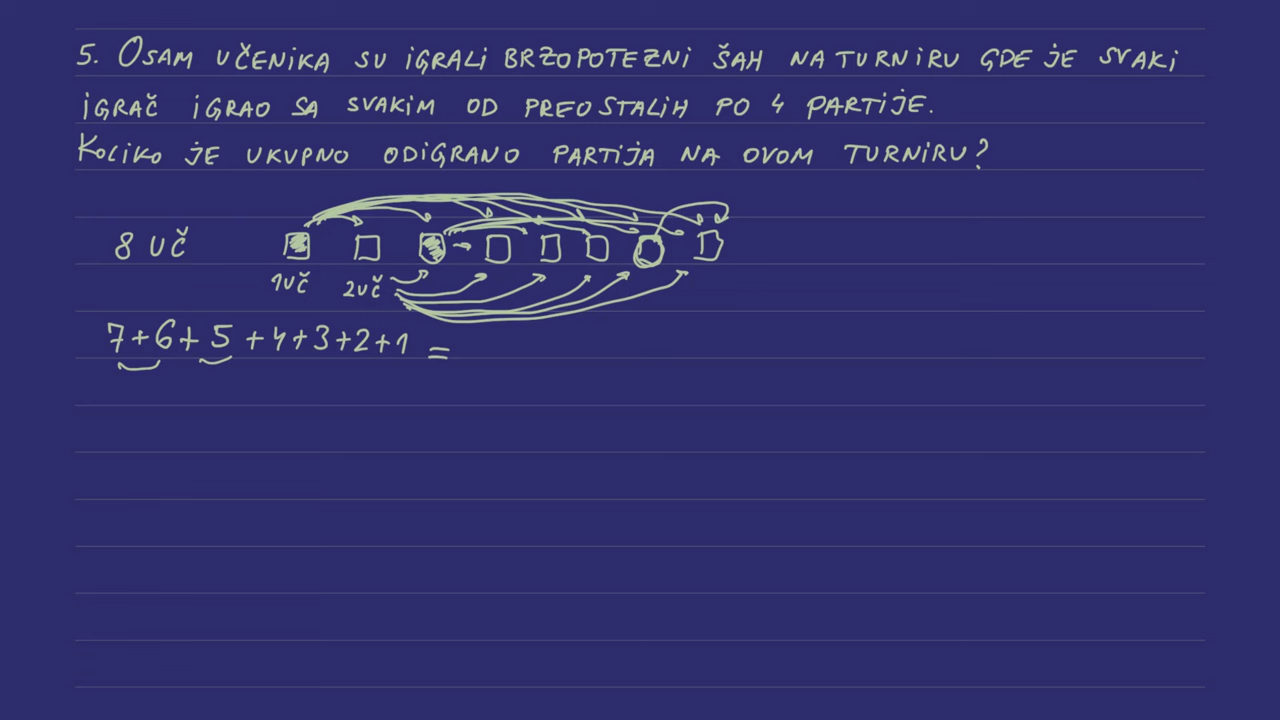 5. OSAM UČENIKA SU IGRALI BRZOPOTEZNI ŠAH NA TURNIRU GDE JE SVAKI
IGRAČ IGRAO SA SVAKIM OD PREOSTALIH PO 4 PARTIJE.
KOLIKO JE UKUPNO ODIGRANO PARTIJA NA OVOM TURNIRU?
8 UČ
1UČ 2UČ
7+6+5+4+3+2+1=